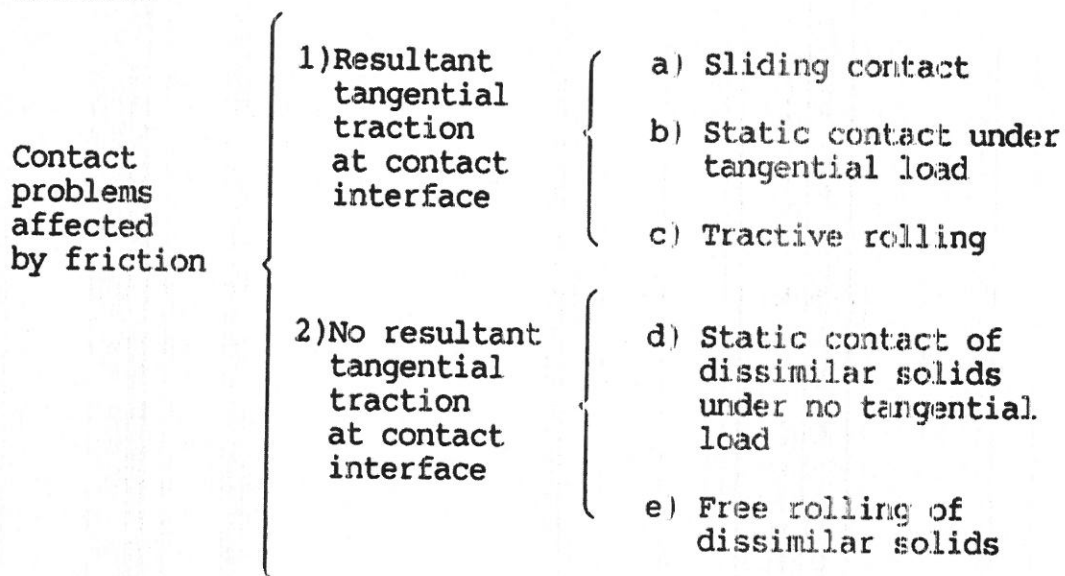 Contact
problems
affected
by friction
1)Resultant
tangential
traction
at contact
interface
a) Sliding contact
b) Static contact under
tangential load
c) Tractive rolling
2)No resultant
tangential
traction
at contact
interface
d) Static contact of
dissimilar solids
under no tangential
load
e) Free rolling of
dissimilar solids